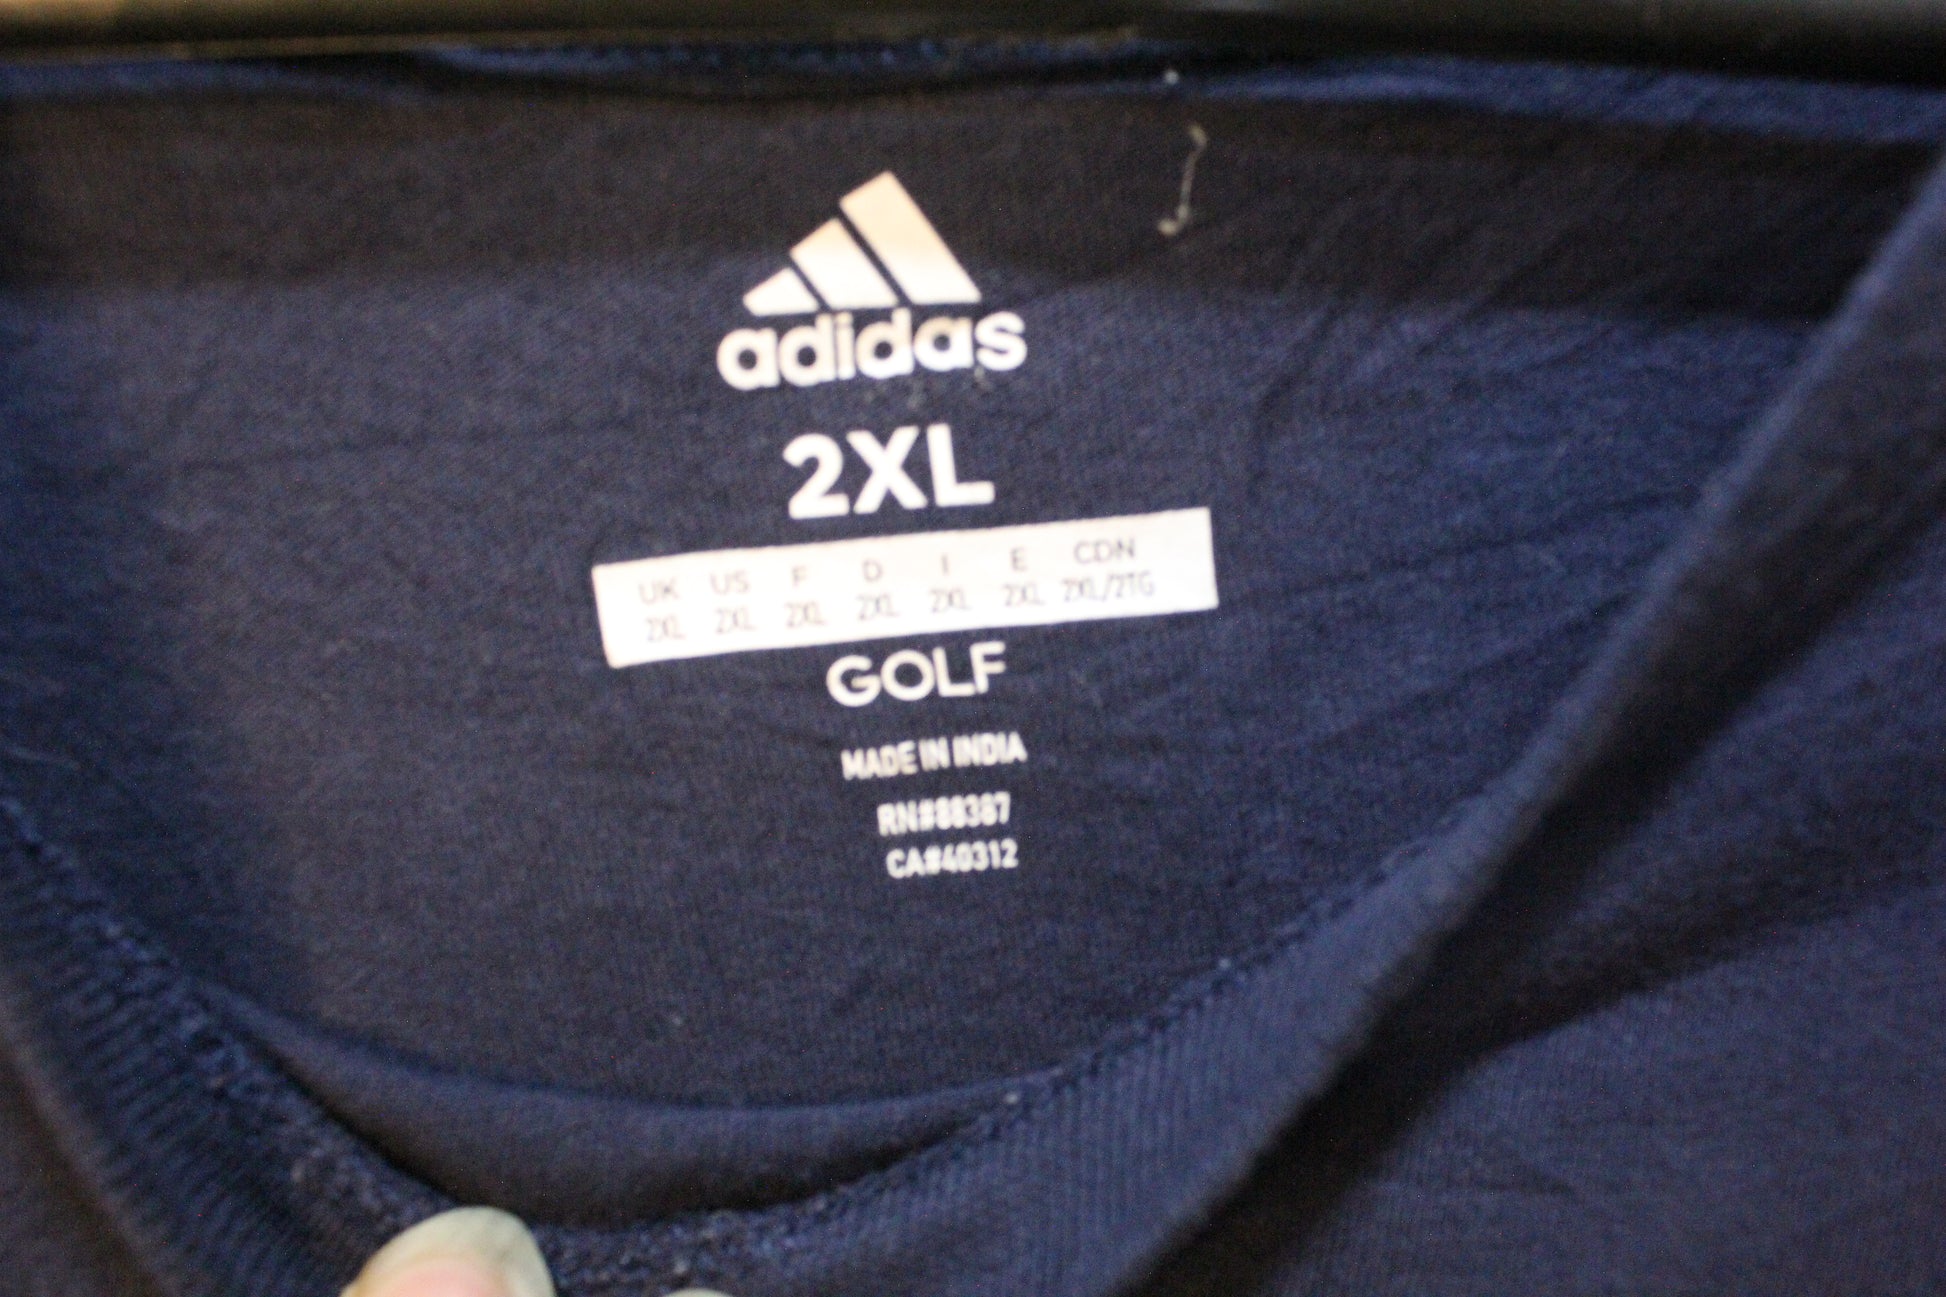 adidas
2XL
UK US F D I E CDN
2XL 2XL 2XL 2XL 2XL 2XL 2XL/2TG
GOLF
MADE IN INDIA
RN#88387
CA#40312